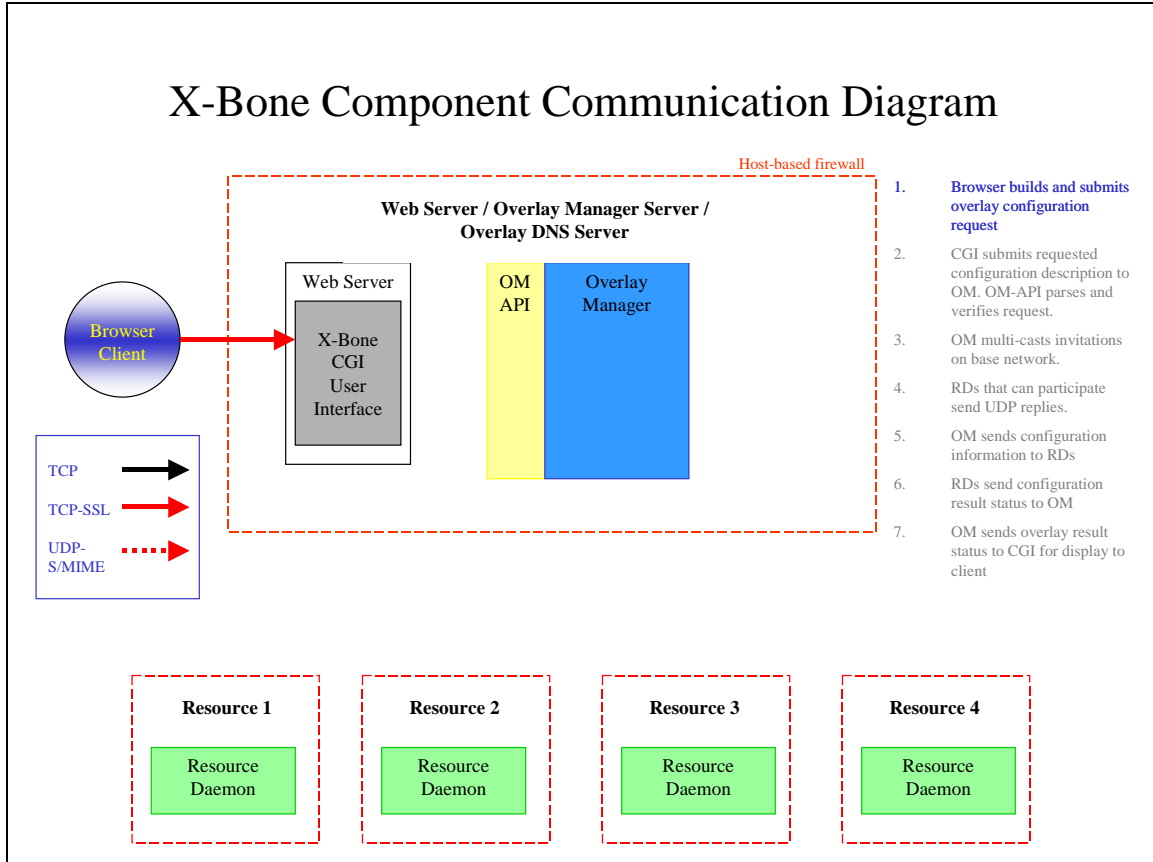 X-Bone Component Communication Diagram
Host-based firewall
Web Server / Overlay Manager Server /
Overlay DNS Server
Browser
Client
Web Server
X-Bone
CGI
User
Interface
OM
API
Overlay
Manager
TCP
TCP-SSL
UDP-
S/MIME
1. Browser builds and submits
overlay configuration
request
2. CGI submits requested
configuration description to
OM. OM-API parses and
verifies request.
3. OM multi-casts invitations
on base network.
4. RDs that can participate
send UDP replies.
5. OM sends configuration
information to RDs
6. RDs send configuration
result status to OM
7. OM sends overlay result
status to CGI for display to
client
Resource 1
Resource
Daemon
Resource 2
Resource
Daemon
Resource 3
Resource
Daemon
Resource 4
Resource
Daemon